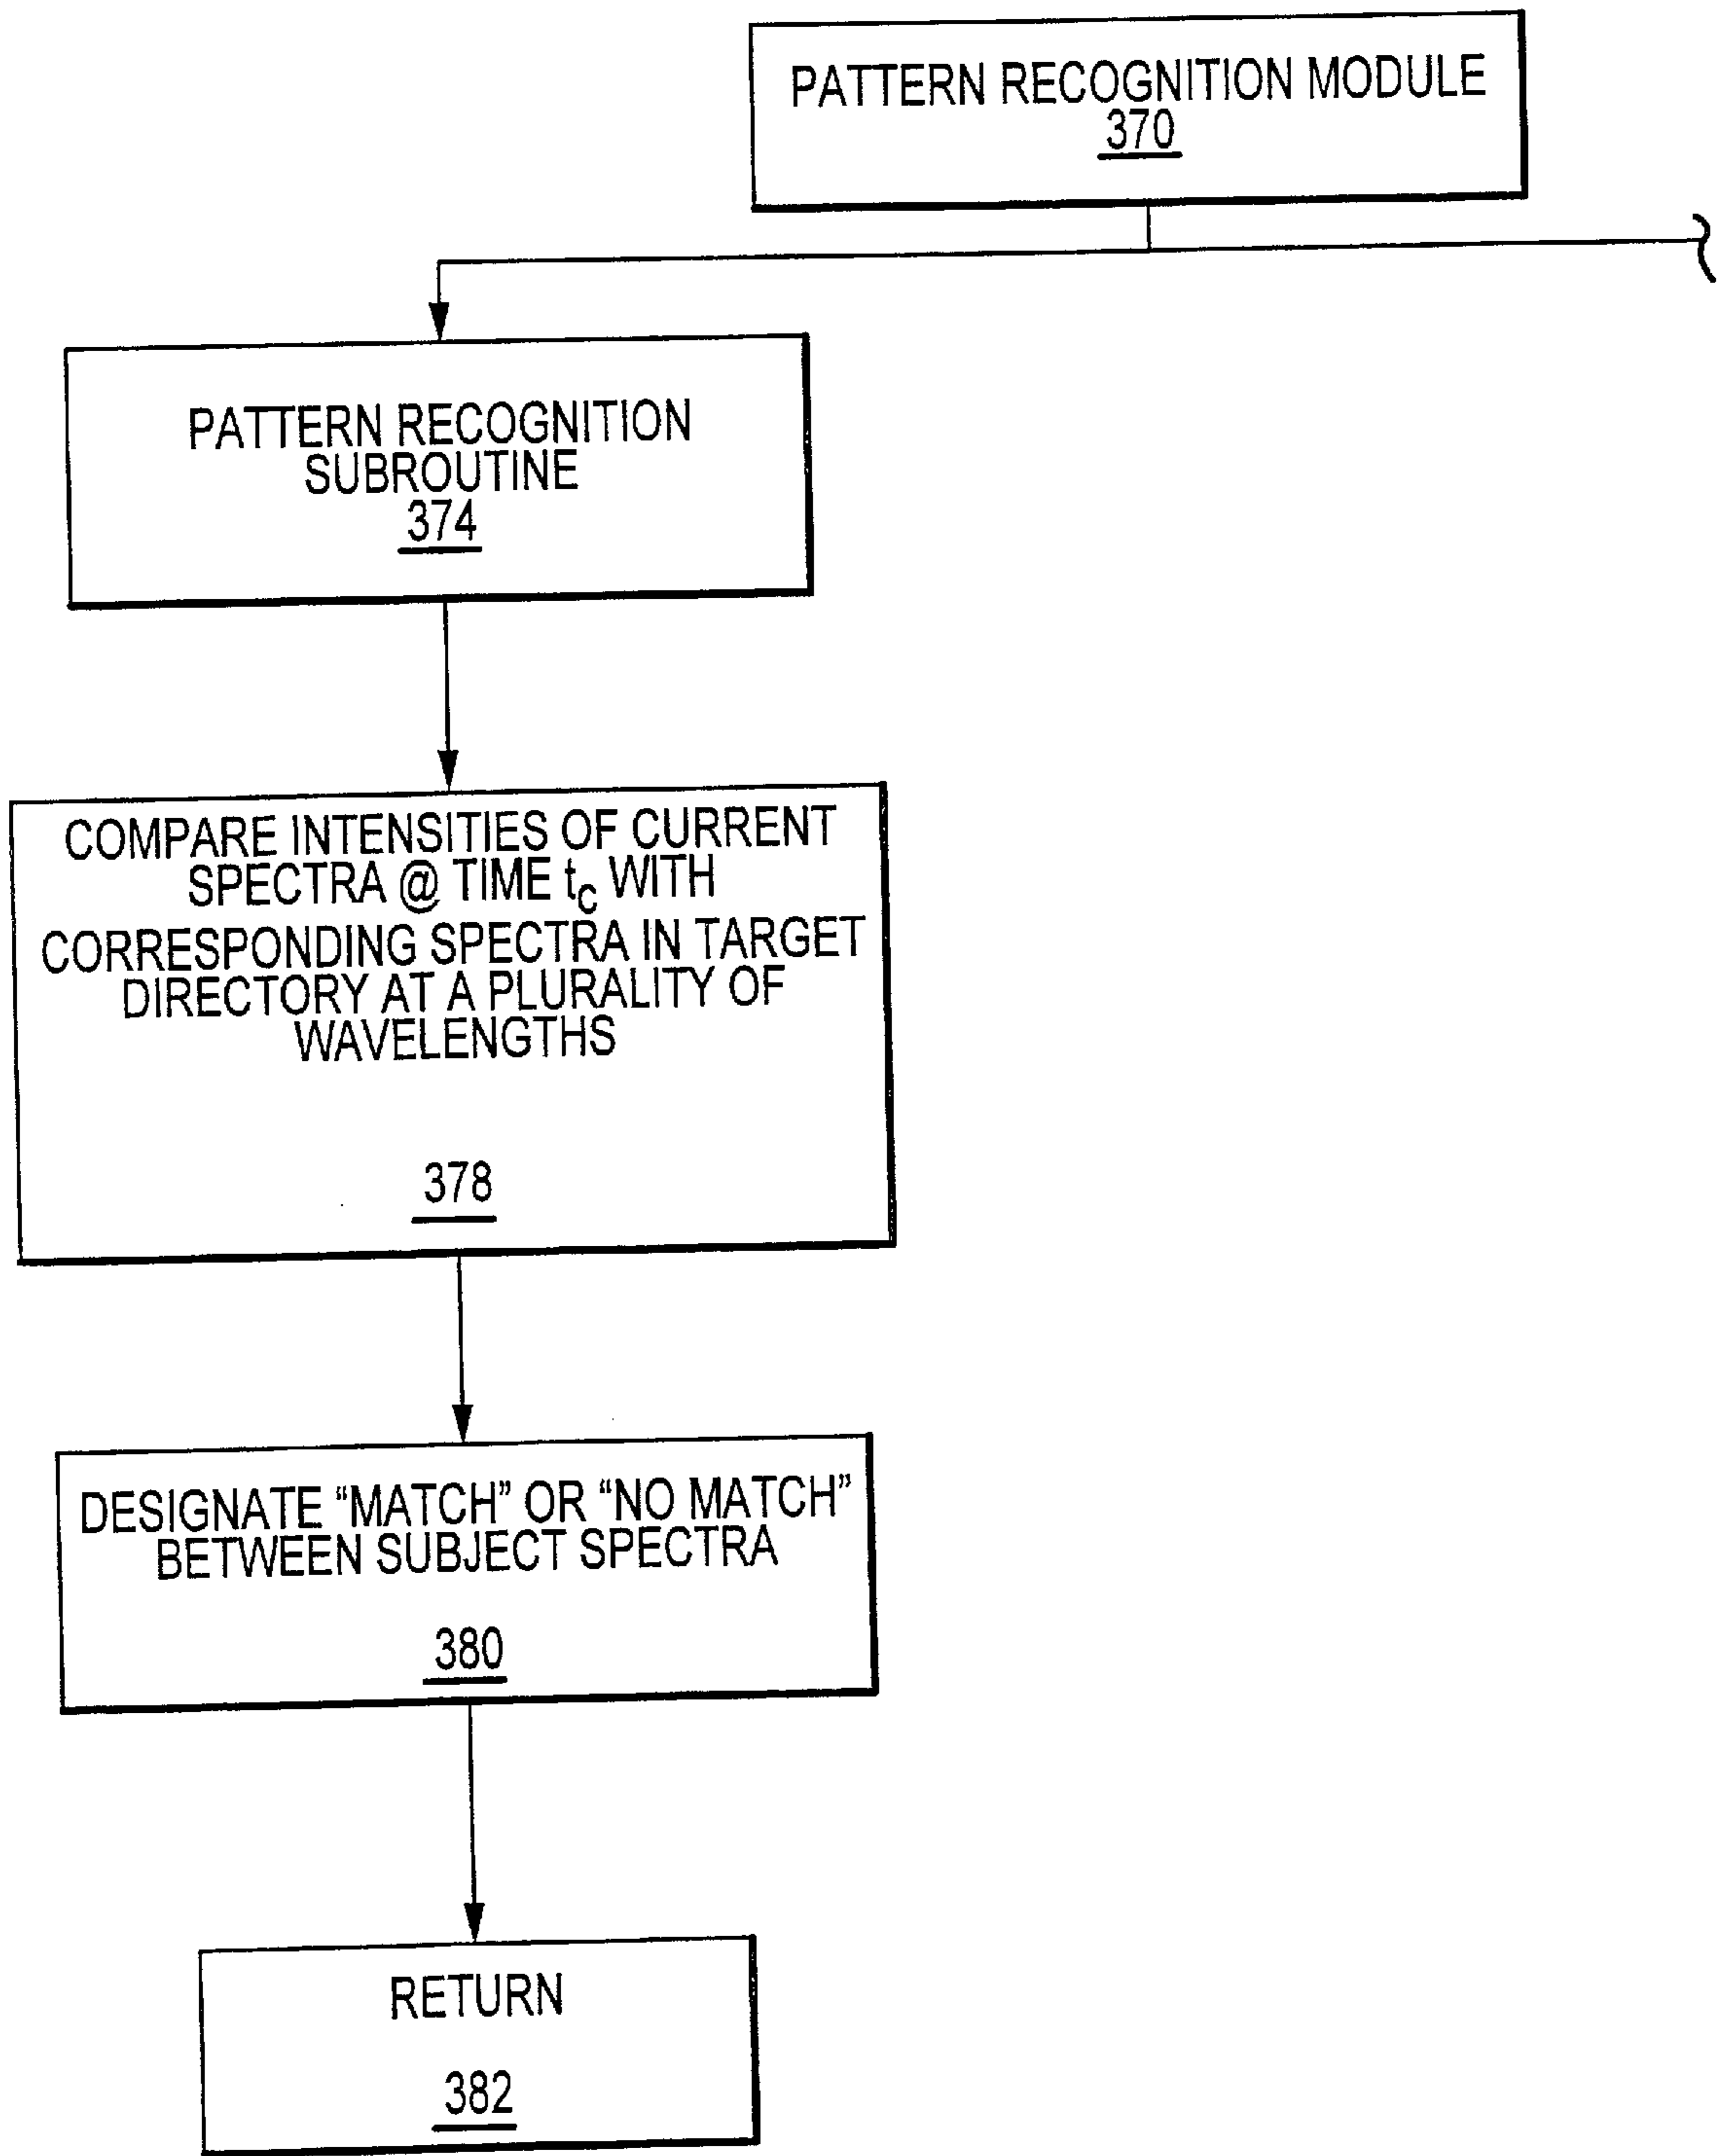 PATTERN RECOGNITION MODULE
370
PATTERN RECOGNITION
SUBROUTINE
374
COMPARE INTENSITIES OF CURRENT
SPECTRA @ TIME tc WITH
CORRESPONDING SPECTRA IN TARGET
DIRECTORY AT A PLURALITY OF
WAVELENGTHS
378
DESIGNATE “MATCH” OR “NO MATCH”
BETWEEN SUBJECT SPECTRA
380
RETURN
382